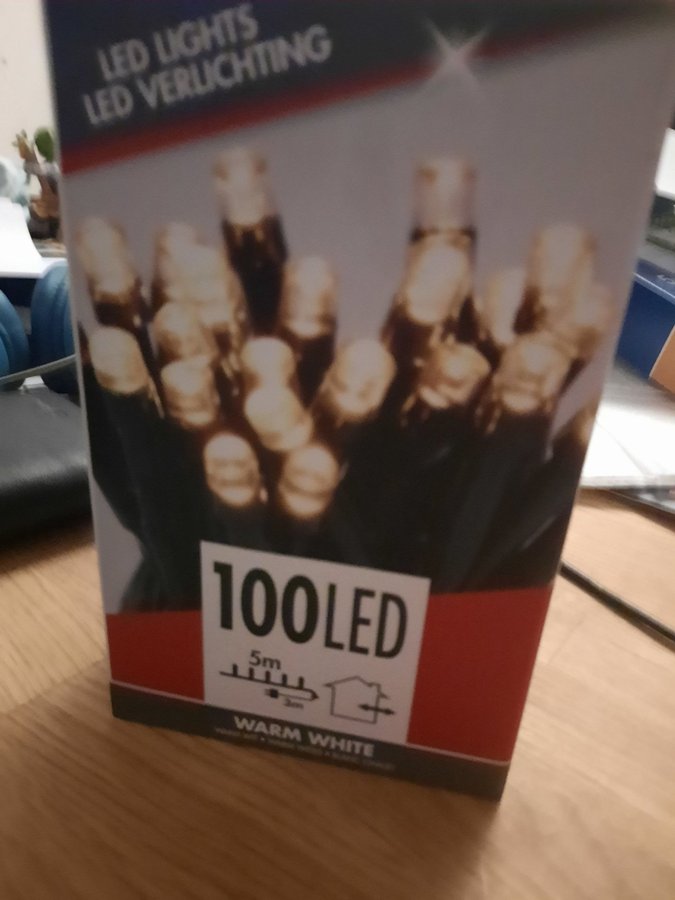 LED LIGHTS
LED VERLICHTING
100LED
5m
3m
WARM WHITE